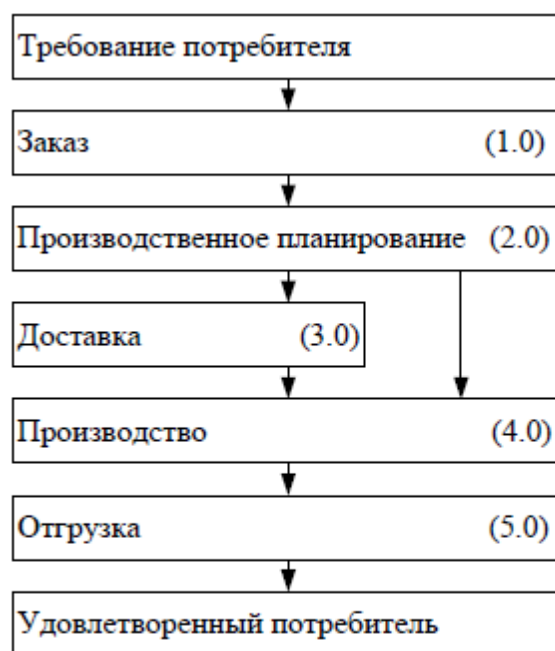 Требование потребителя
Заказ (1.0)
Производственное планирование (2.0)
Доставка (3.0)
Производство (4.0)
Отгрузка (5.0)
Удовлетворенный потребитель